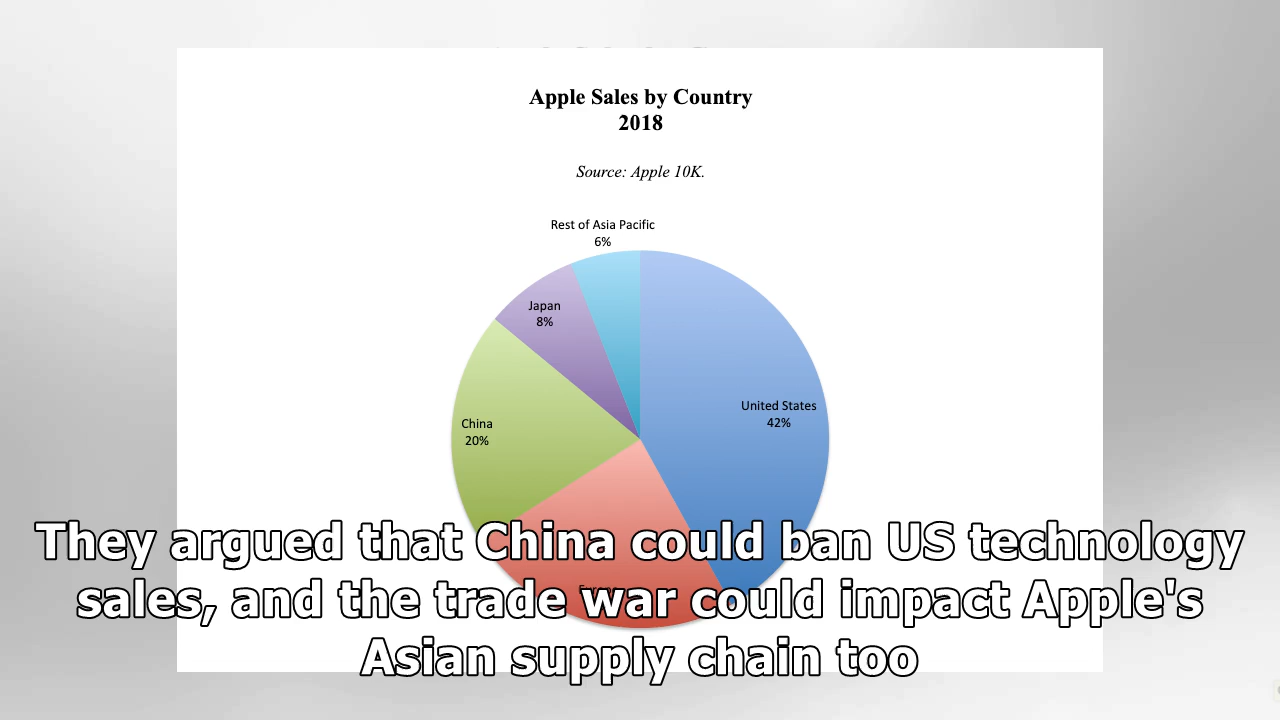 Apple Sales by Country
2018
Source: Apple 10K.
Rest of Asia Pacific
6%
Japan
8%
United States
42%
China
20%
They argued that China could ban US technology
sales, and the trade war could impact Apple's
Asian supply chain too